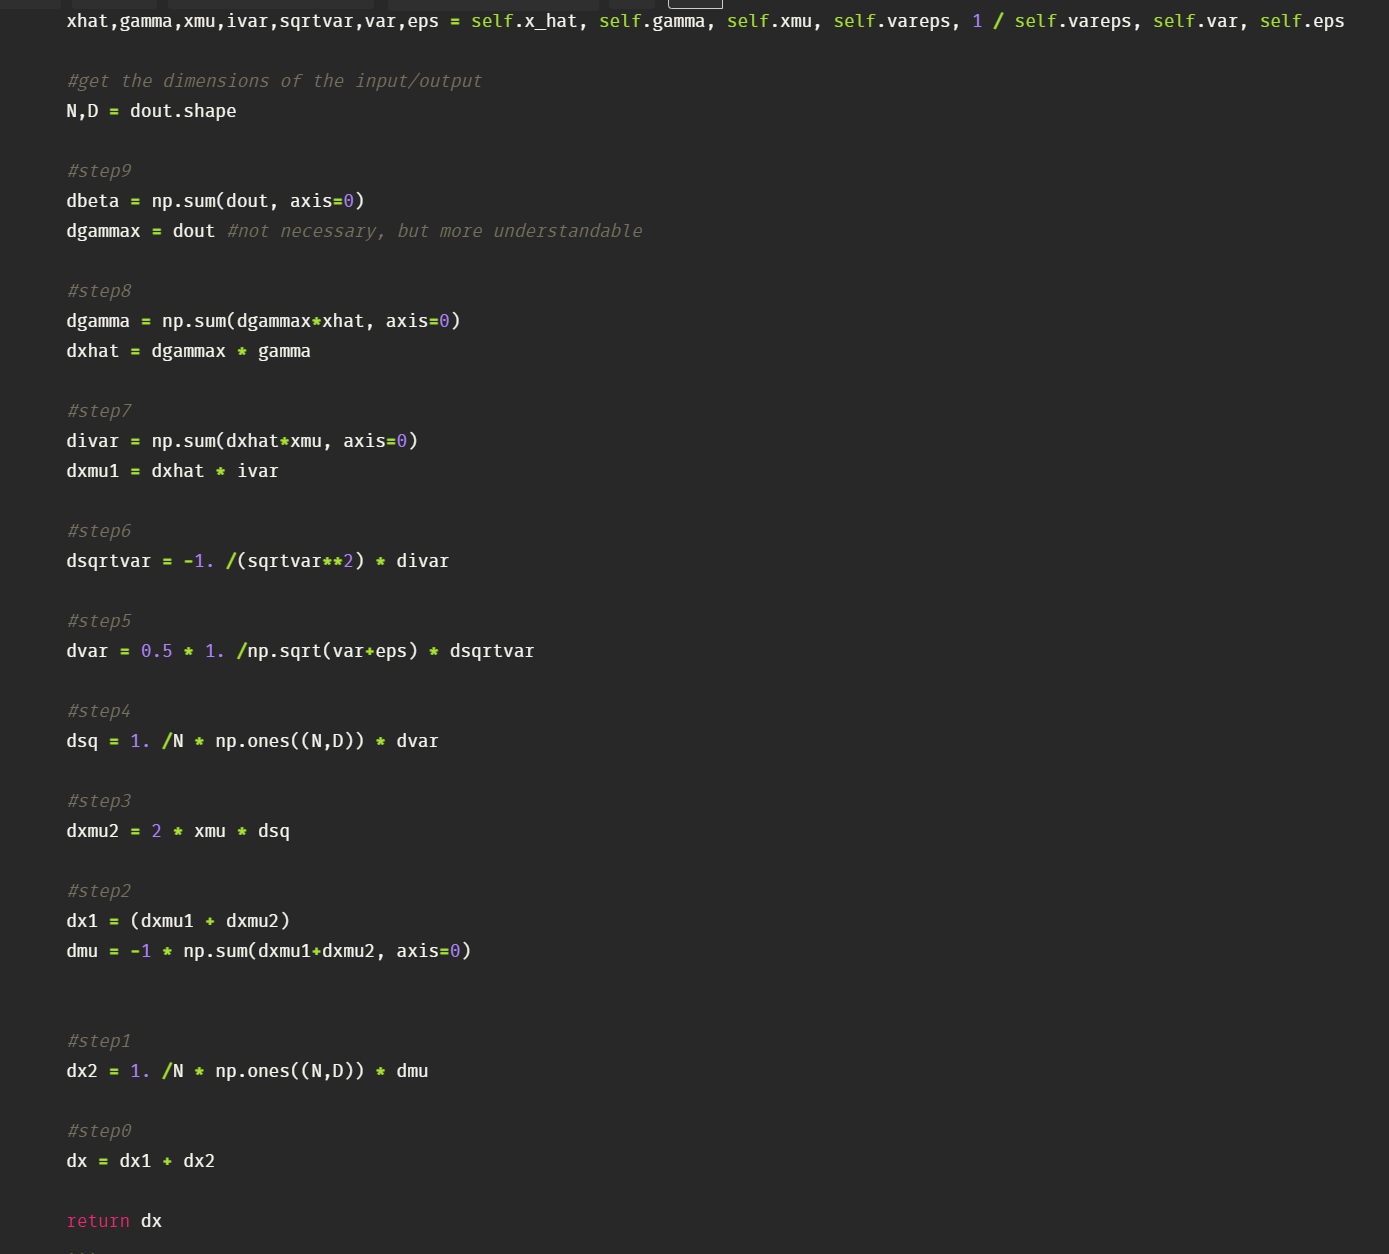 xhat,gamma,xmu,ivar,sqrtvar,var,eps = self.x_hat, self.gamma, self.xmu, self.vareps, 1 / self.vareps, self.var, self.eps
#get the dimensions of the input/output
N,D = dout.shape
#step9
dbeta = np.sum(dout, axis=0)
dgammax = dout #not necessary, but more understandable
#step8
dgamma = np.sum(dgammax*xhat, axis=0)
dxhat = dgammax * gamma
#step7
divar = np.sum(dxhat*xmu, axis=0)
dxmu1 = dxhat * ivar
#step6
dsqrtvar = -1. /(sqrtvar**2) * divar
#step5
dvar = 0.5 * 1. /np.sqrt(var+eps) * dsqrtvar
#step4
dsq = 1. /N * np.ones((N,D)) * dvar
#step3
dxmu2 = 2 * xmu * dsq
#step2
dx1 = (dxmu1 + dxmu2)
dmu = -1 * np.sum(dxmu1+dxmu2, axis=0)
#step1
dx2 = 1. /N * np.ones((N,D)) * dmu
#step0
dx = dx1 + dx2
return dx